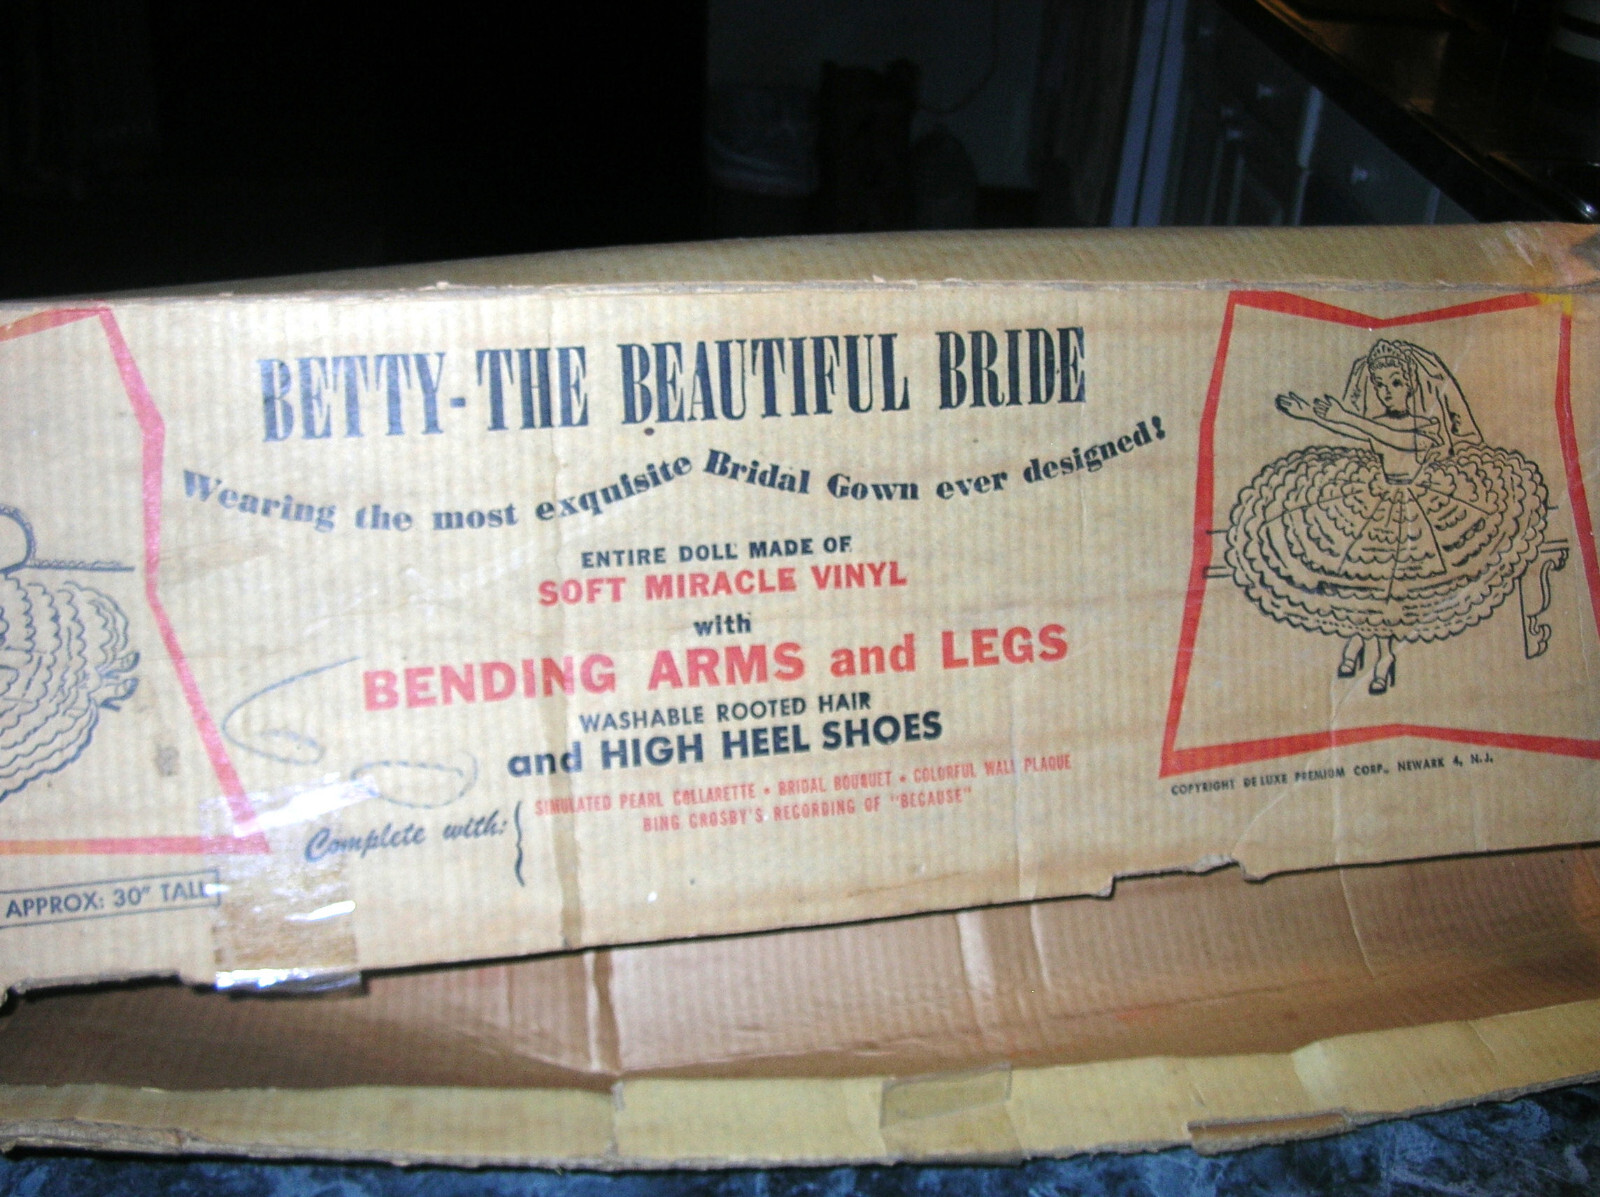 BETTY-THE BEAUTIFUL BRIDE
Wearing the most exquisite Bridal Gown ever designed!
ENTIRE DOLL MADE OF
SOFT MIRACLE VINYL
with
BENDING ARMS and LEGS
WASHABLE ROOTED HAIR
and HIGH HEEL SHOES
Complete with:
SIMULATED PEARL COLLARETTE • BRIDAL BOUQUET • COLORFUL WALL PLAQUE
BING CROSBY'S RECORDING OF "BECAUSE"
COPYRIGHT DE LUXE PREMIUM CORP., NEWARK 4, N.J.
APPROX: 30" TALL